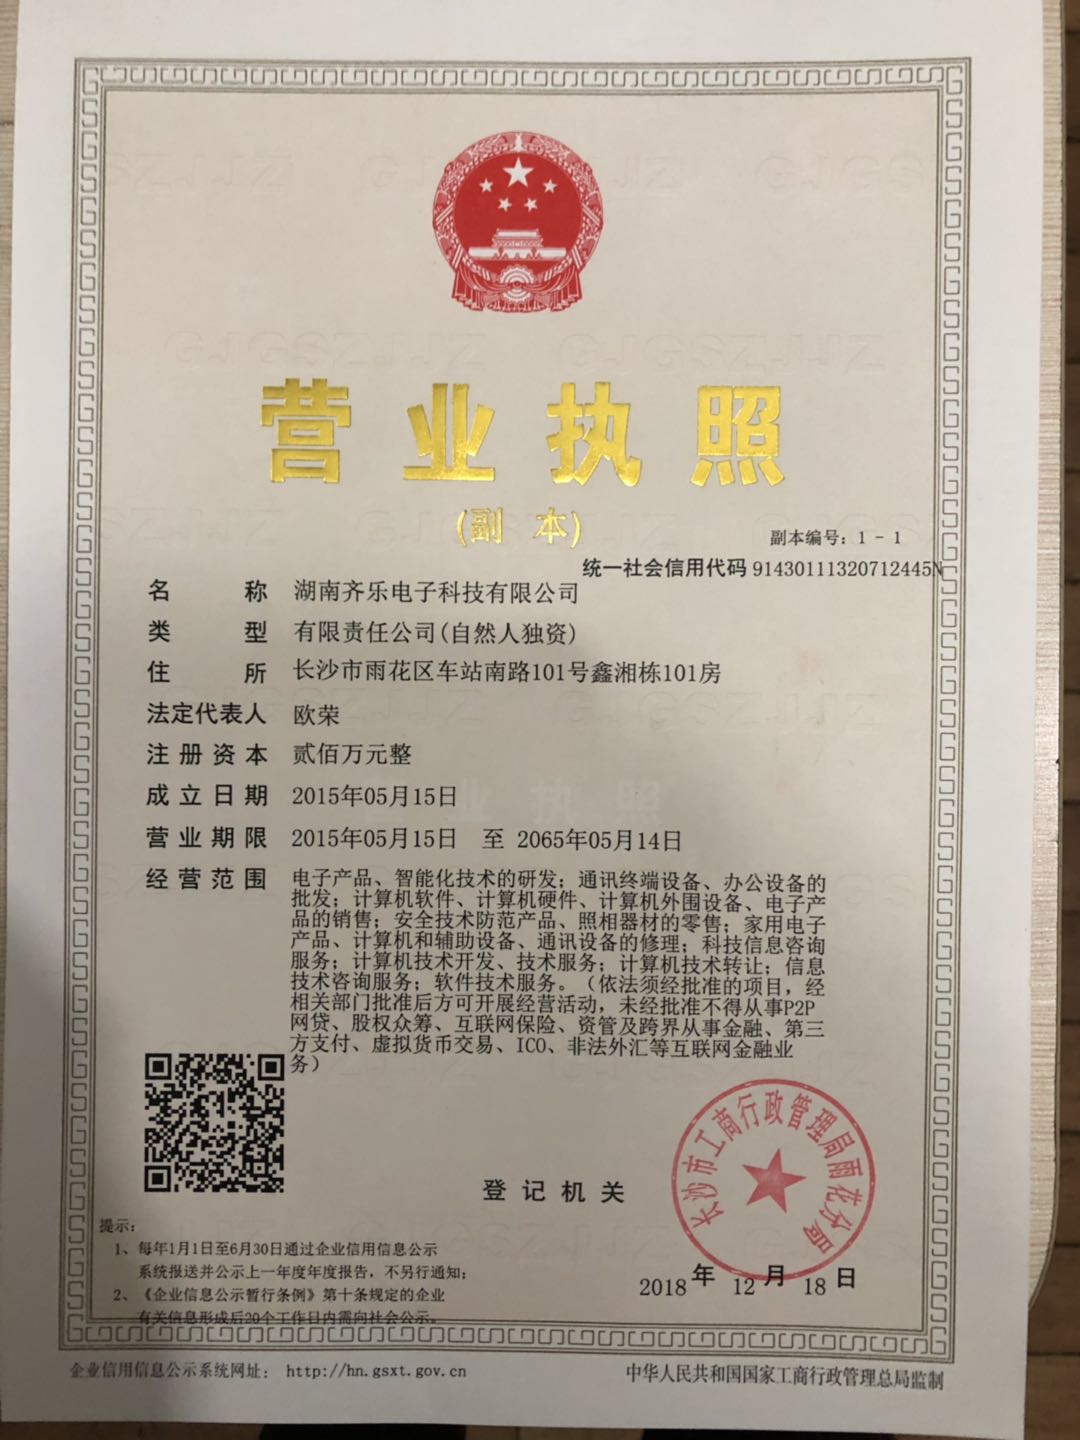 营业执照
(副 本)
副本编号：1－1
统一社会信用代码 91430111320712445N
名称 湖南齐乐电子科技有限公司
类型 有限责任公司(自然人独资)
住所 长沙市雨花区车站南路101号鑫湘栋101房
法定代表人 欧荣
注册资本 贰佰万元整
成立日期 2015年05月15日
营业期限 2015年05月15日 至 2065年05月14日
经营范围 电子产品、智能化技术的研发；通讯终端设备、办公设备的
批发；计算机软件、计算机硬件、计算机外围设备、电子产
品的销售；安全技术防范产品、照相器材的零售；家用电子
产品、计算机和辅助设备、通讯设备的修理；科技信息咨询
服务；计算机技术开发、技术服务；计算机技术转让；信息
技术咨询服务；软件技术服务。（依法须经批准的项目，经
相关部门批准后方可开展经营活动，未经批准不得从事P2P
网贷、股权众筹、互联网保险、资管及跨界从事金融、第三
方支付、虚拟货币交易、ICO、非法外汇等互联网金融业
务）
长沙市工商行政管理局雨花分局
登记机关
2018年12月18日
提示：
1、每年1月1日至6月30日通过企业信用信息公示
系统报送并公示上一年度年度报告，不另行通知；
2、《企业信息公示暂行条例》第十条规定的企业
有关信息形成后20个工作日内需向社会公示。
企业信用信息公示系统网址： http://hn.gsxt.gov.cn
中华人民共和国国家工商行政管理总局监制